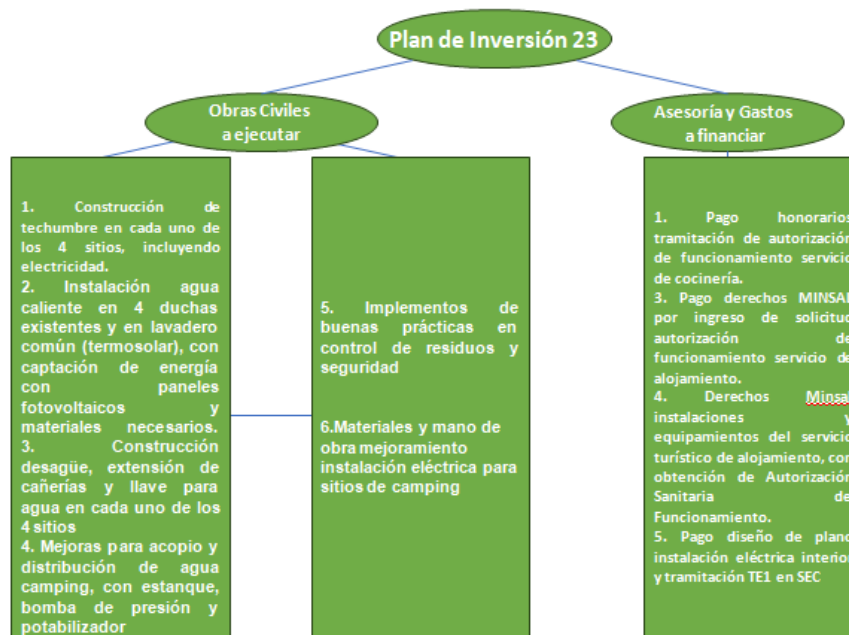 Plan de Inversión 23
Obras Civiles
a ejecutar
Asesoría y Gastos
a financiar
1. Construcción de
techumbre en cada uno de
los 4 sitios, incluyendo
electricidad.
2. Instalación agua
caliente en 4 duchas
existentes y en lavadero
común (termosolar), con
captación de energía
con paneles
fotovoltaicos y
materiales necesarios.
3. Construcción
desagüe, extensión de
cañerías y llave para
agua en cada uno de los
4 sitios
4. Mejoras para acopio y
distribución de agua
camping, con estanque,
bomba de presión y
potabilizador
5. Implementos de
buenas prácticas en
control de residuos y
seguridad
6.Materiales y mano de
obra mejoramiento
instalación eléctrica para
sitios de camping
1. Pago honorarios
tramitación de autorización
de funcionamiento servicio
de cocinería.
3. Pago derechos MINSAL
por ingreso de solicitud
autorización de
funcionamiento servicio de
alojamiento.
4. Derechos Minsal
instalaciones y
equipamientos del servicio
turístico de alojamiento, con
obtención de Autorización
Sanitaria de
Funcionamiento.
5. Pago diseño de plano
instalación eléctrica interior
y tramitación TE1 en SEC